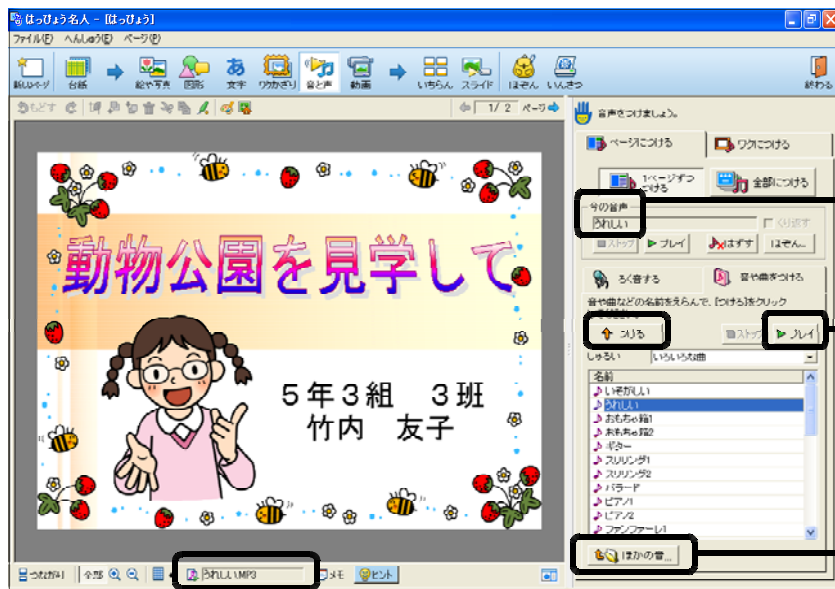 はっぴょう名人 - [はっぴょう]
ファイル(F) へんしゅう(E) ページ(P)
新しいページ 台紙 絵や写真 図形 文字 ワクかざり 音と声 動画 いちらん スライド ほぞん いんさつ 終わる
もどす 1/2 ページ
音声をつけましょう。
ページにつける ワクにつける
1ページずつつける 全部につける
今の音声
うれしい くり返す
ストップ プレイ はずす ほぞん...
ろく音する 音や曲をつける
音や曲などの名前をえらんで、[つける]をクリック
つける ストップ プレイ
しゅるい いろいろな曲
名前
いそがしい
うれしい
おもちゃ箱1
おもちゃ箱2
ギター
スリリング1
スリリング2
バラード
ピアノ1
ピアノ2
ファンファーレ1
ほかの音...
動物公園を見学して
5年3組 3班
竹内 友子
つながり 全部 うれしい.MP3 メモ ヒント